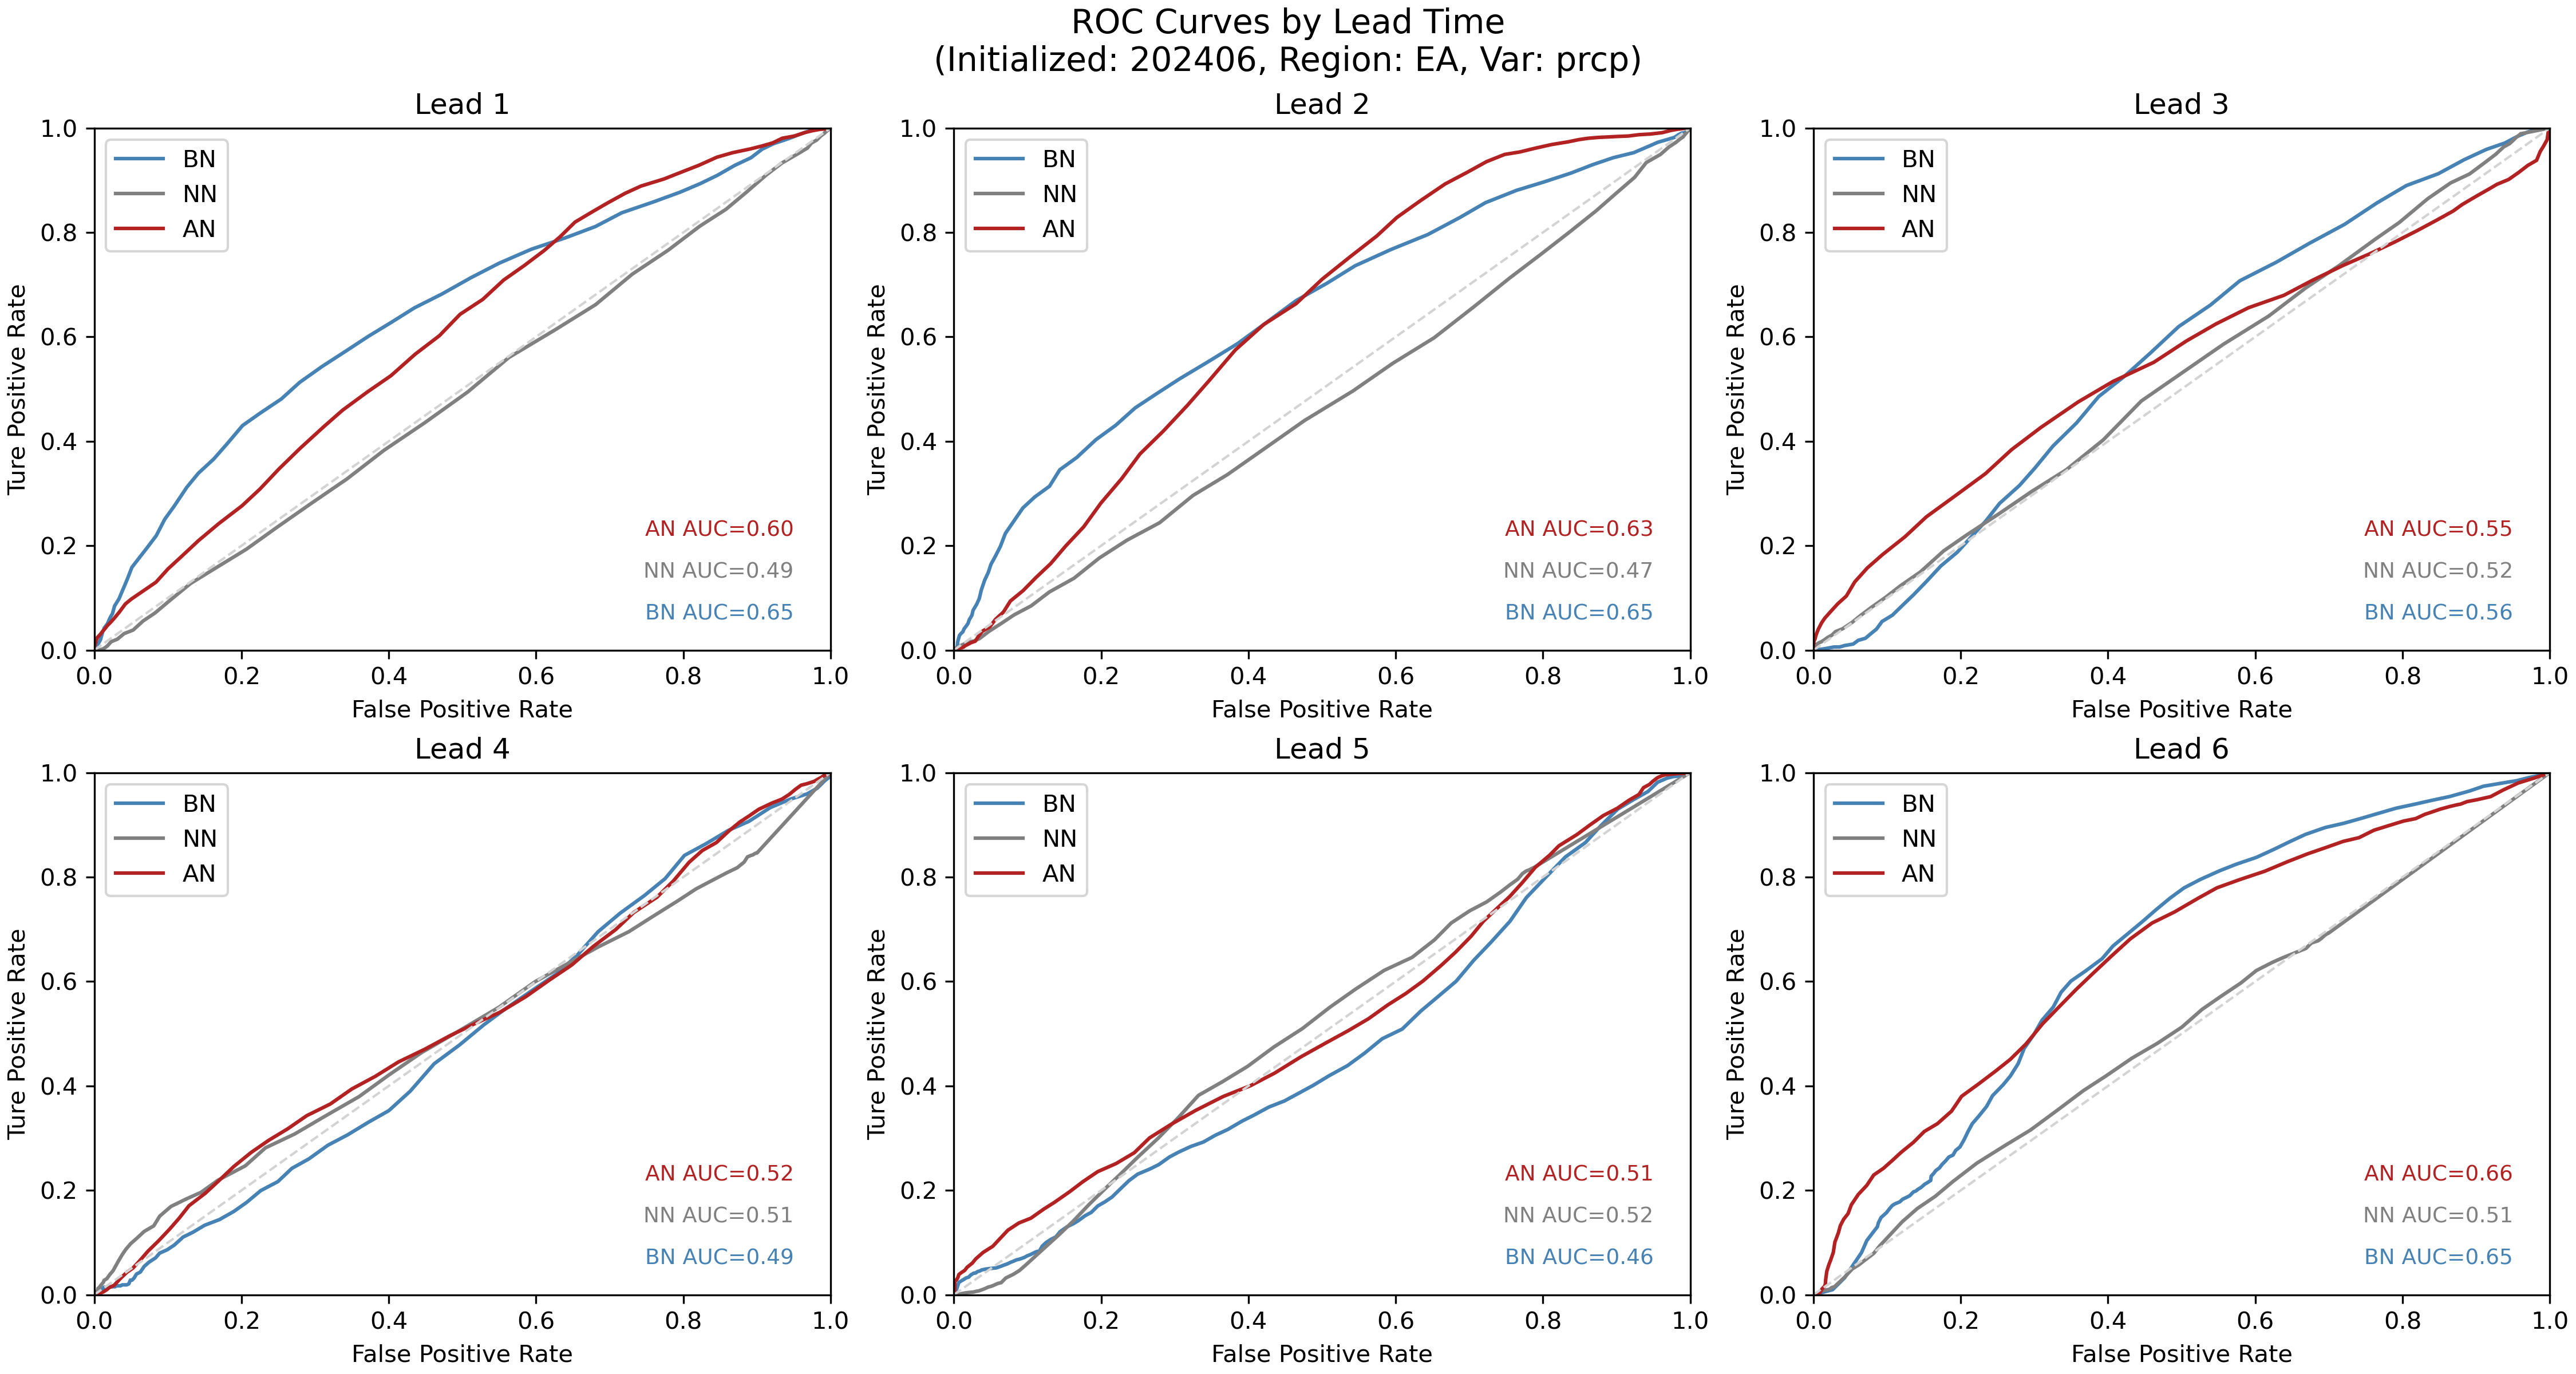 ROC Curves by Lead Time
(Initialized: 202406, Region: EA, Var: prcp)
Lead 1
1.0
0.8
0.6
0.4
0.2
0.0
Ture Positive Rate
BN
NN
AN
AN AUC=0.60
NN AUC=0.49
BN AUC=0.65
0.0 0.2 0.4 0.6 0.8 1.0
False Positive Rate
Lead 2
1.0
0.8
0.6
0.4
0.2
0.0
Ture Positive Rate
BN
NN
AN
AN AUC=0.63
NN AUC=0.47
BN AUC=0.65
0.0 0.2 0.4 0.6 0.8 1.0
False Positive Rate
Lead 3
1.0
0.8
0.6
0.4
0.2
0.0
Ture Positive Rate
BN
NN
AN
AN AUC=0.55
NN AUC=0.52
BN AUC=0.56
0.0 0.2 0.4 0.6 0.8 1.0
False Positive Rate
Lead 4
1.0
0.8
0.6
0.4
0.2
0.0
Ture Positive Rate
BN
NN
AN
AN AUC=0.52
NN AUC=0.51
BN AUC=0.49
0.0 0.2 0.4 0.6 0.8 1.0
False Positive Rate
Lead 5
1.0
0.8
0.6
0.4
0.2
0.0
Ture Positive Rate
BN
NN
AN
AN AUC=0.51
NN AUC=0.52
BN AUC=0.46
0.0 0.2 0.4 0.6 0.8 1.0
False Positive Rate
Lead 6
1.0
0.8
0.6
0.4
0.2
0.0
Ture Positive Rate
BN
NN
AN
AN AUC=0.66
NN AUC=0.51
BN AUC=0.65
0.0 0.2 0.4 0.6 0.8 1.0
False Positive Rate